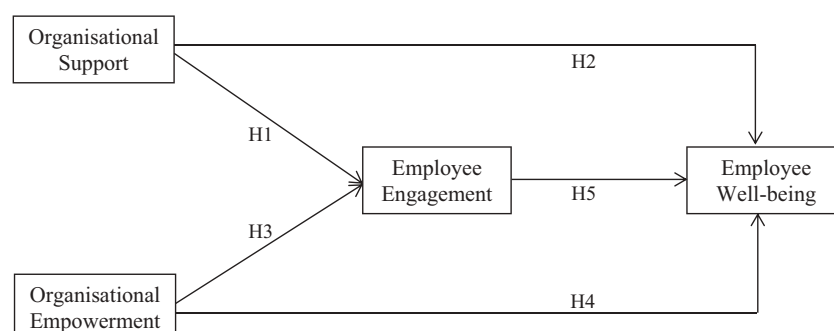 Organisational
Support
H2
H1
Employee
Engagement
Employee
Well-being
H5
H3
Organisational
Empowerment
H4